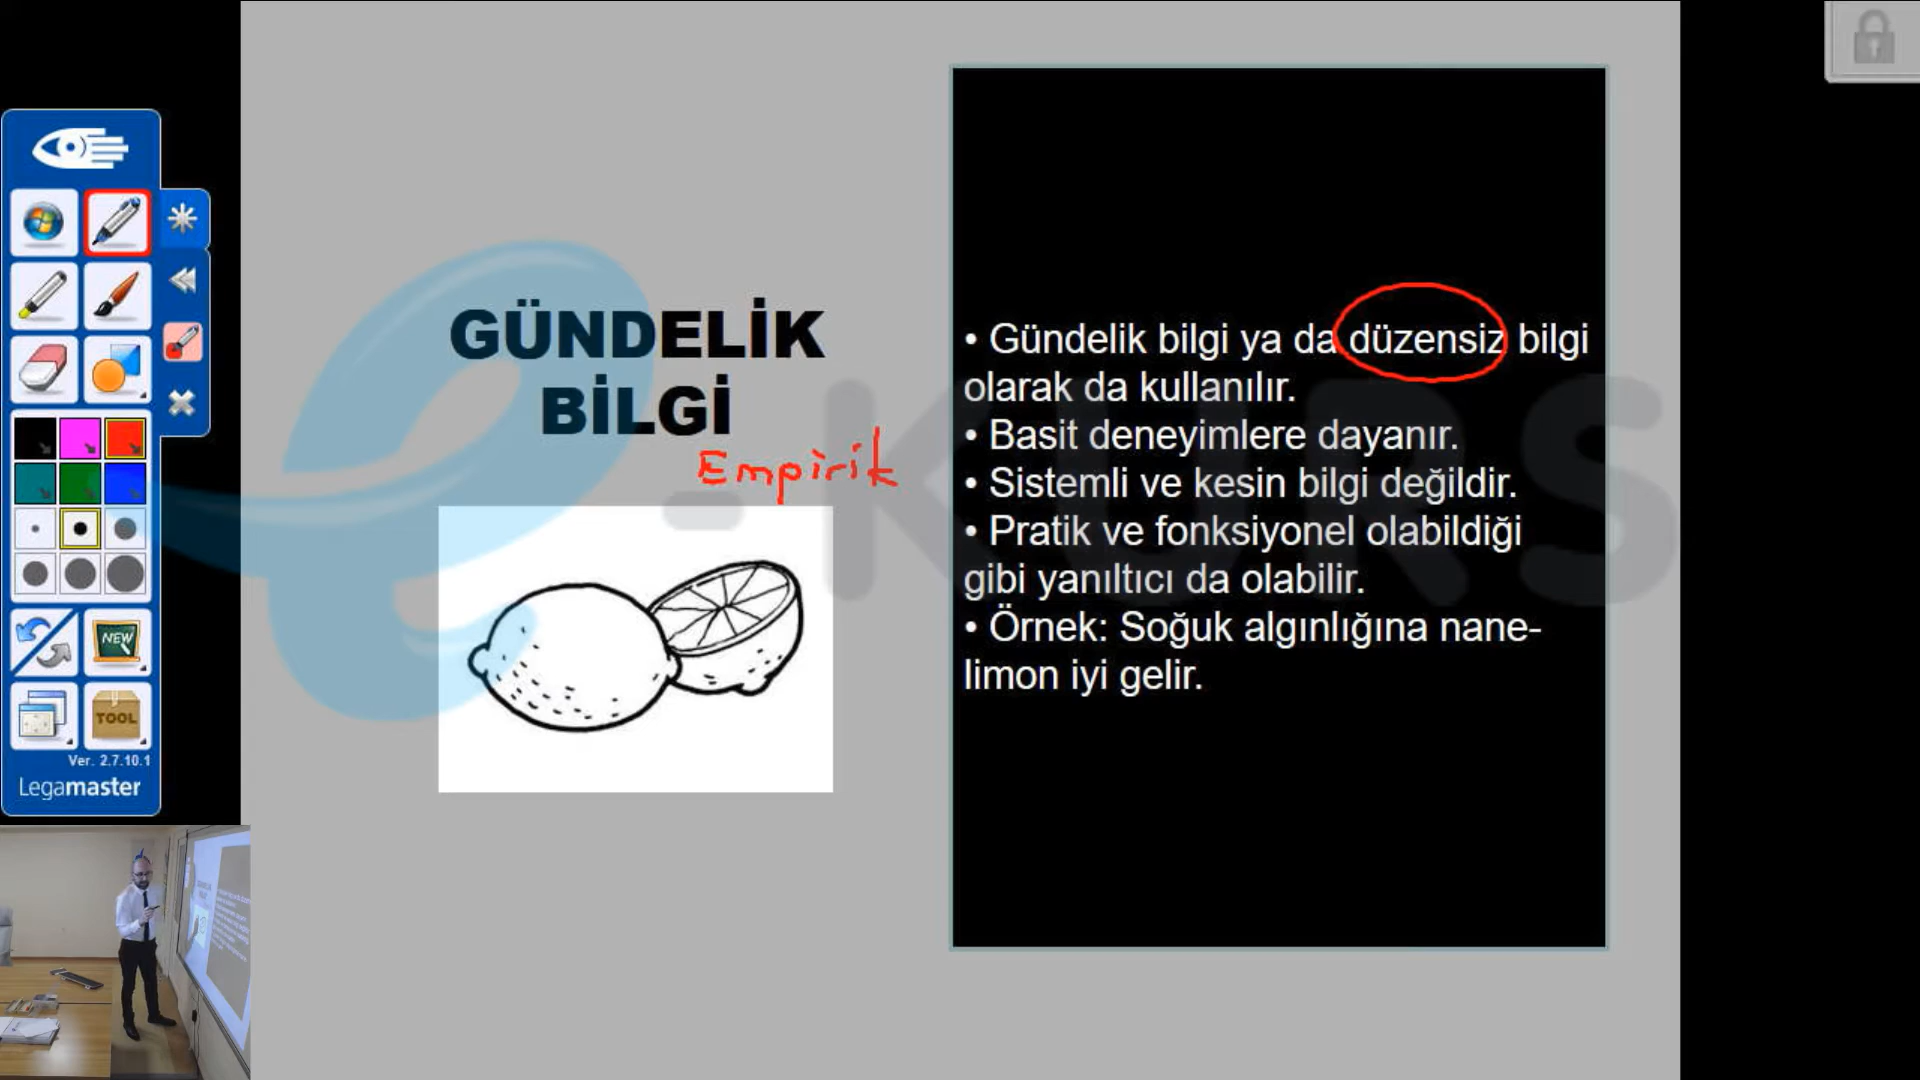 GÜNDELİK
BİLGİ
Empirik
• Gündelik bilgi ya da düzensiz bilgi
olarak da kullanılır.
• Basit deneyimlere dayanır.
• Sistemli ve kesin bilgi değildir.
• Pratik ve fonksiyonel olabildiği
gibi yanıltıcı da olabilir.
• Örnek: Soğuk algınlığına nane-
limon iyi gelir.
e-KURS
NEW
TOOL
Ver. 2.7.10.1
Legamaster